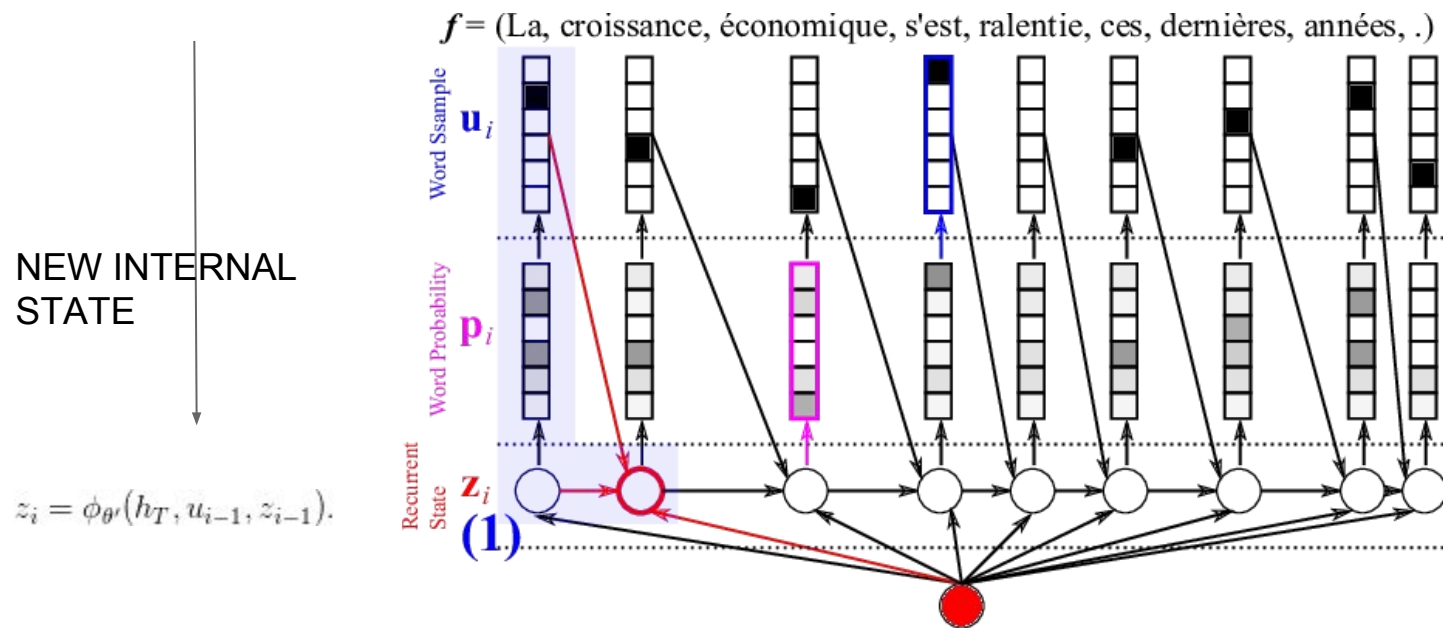 f = (La, croissance, économique, s'est, ralentie, ces, dernières, années, .)
Word Ssample
u_i
NEW INTERNAL
STATE
Word Probability
p_i
z_i = ϕ_θ′(h_T, u_{i−1}, z_{i−1}).
Recurrent
State
z_i
(1)